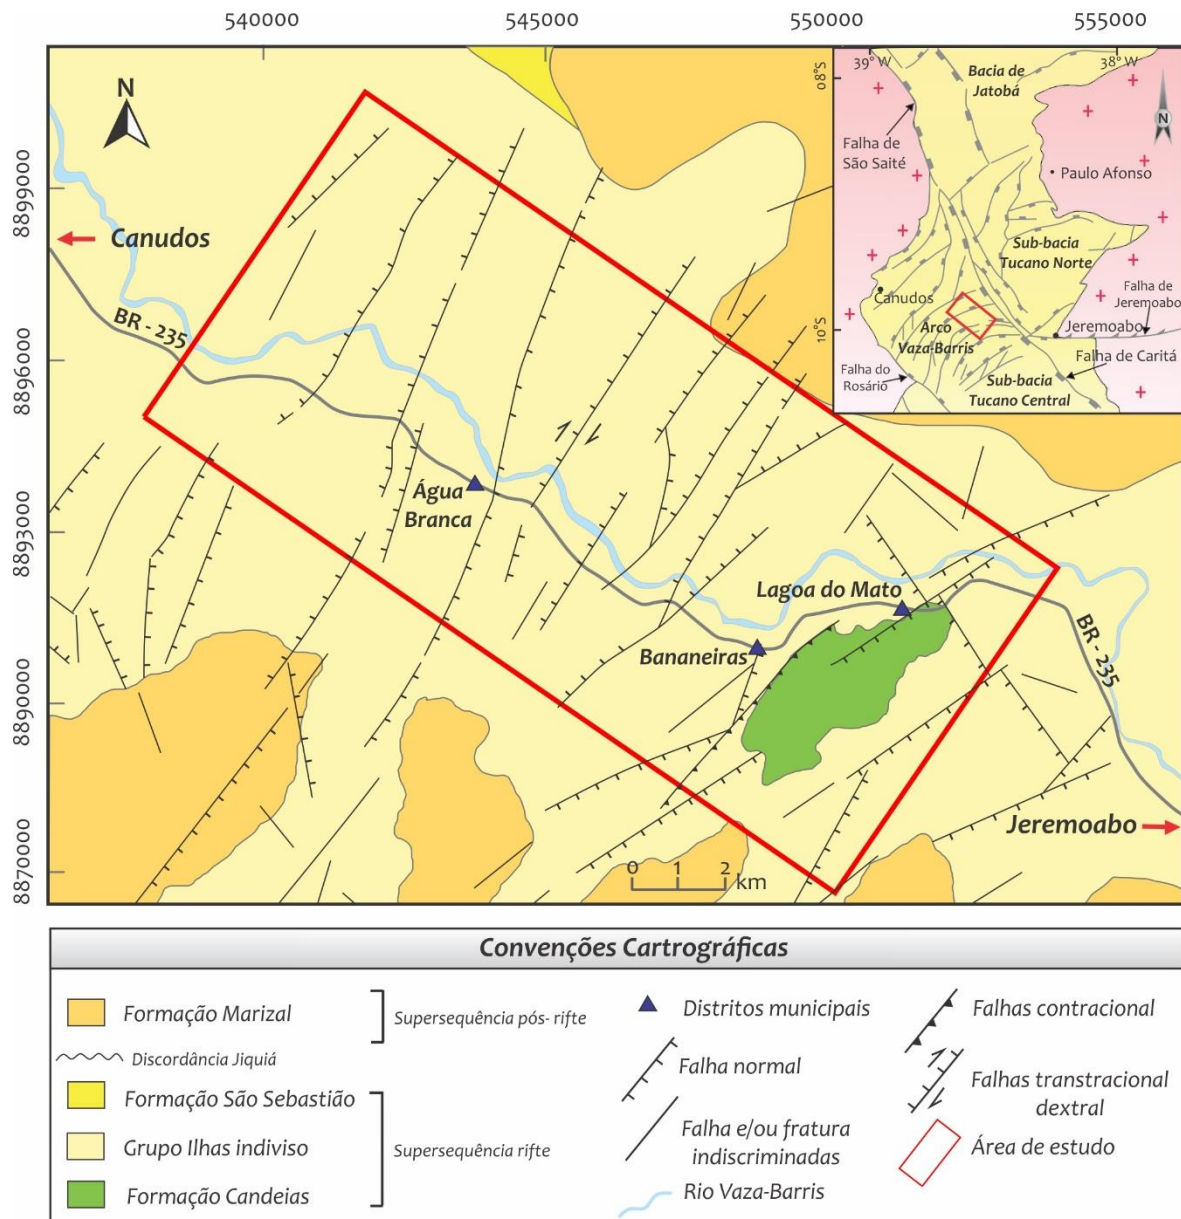 540000
545000
550000
555000
8899000
8896000
8893000
8890000
8870000
N
Canudos
BR - 235
Água
Branca
Lagoa do Mato
Bananeiras
BR - 235
Jeremoabo
0 1 2
km
39° W
38° W
08°S
10°S
N
Bacia de
Jatobá
Falha de
São Saité
Paulo Afonso
Sub-bacia
Tucano Norte
Canudos
Falha de
Jeremoabo
Jeremoabo
Arco
Vaza-Barris
Falha de Caritá
Falha do
Rosário
Sub-bacia
Tucano Central
Convenções Cartrográficas
Formação Marizal
Supersequência pós- rifte
Discordância Jiquiá
Formação São Sebastião
Grupo Ilhas indiviso
Supersequência rifte
Formação Candeias
Distritos municipais
Falha normal
Falha e/ou fratura
indiscriminadas
Rio Vaza-Barris
Falhas contracional
Falhas transtracional
dextral
Área de estudo